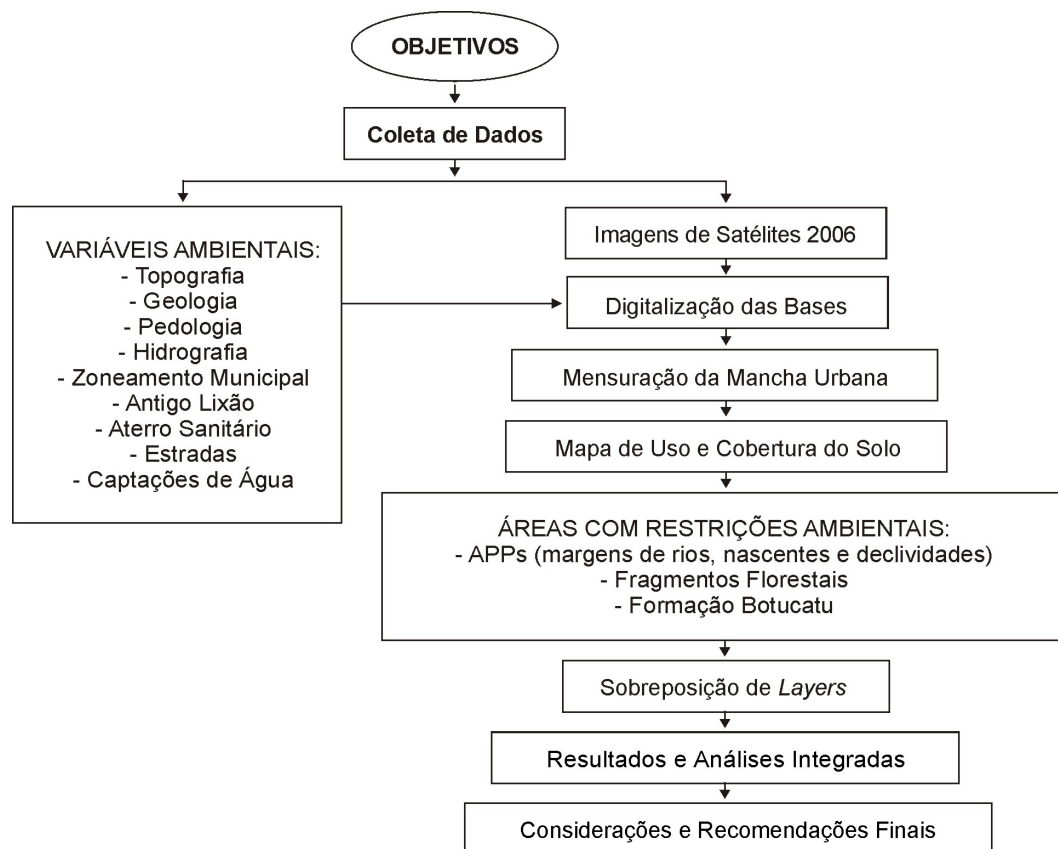 OBJETIVOS
Coleta de Dados
VARIÁVEIS AMBIENTAIS:
- Topografia
- Geologia
- Pedologia
- Hidrografia
- Zoneamento Municipal
- Antigo Lixão
- Aterro Sanitário
- Estradas
- Captações de Água
Imagens de Satélites 2006
Digitalização das Bases
Mensuração da Mancha Urbana
Mapa de Uso e Cobertura do Solo
ÁREAS COM RESTRIÇÕES AMBIENTAIS:
- APPs (margens de rios, nascentes e declividades)
- Fragmentos Florestais
- Formação Botucatu
Sobreposição de Layers
Resultados e Análises Integradas
Considerações e Recomendações Finais